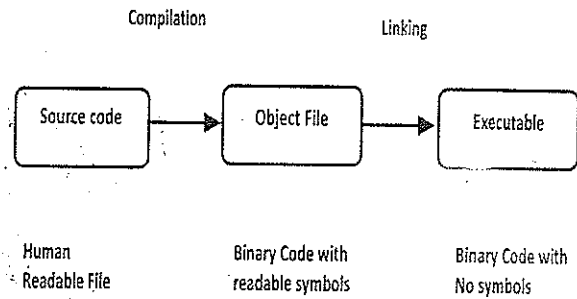 Compilation
Linking
Source code
Object File
Executable
Human
Readable File
Binary Code with
readable symbols
Binary Code with
No symbols